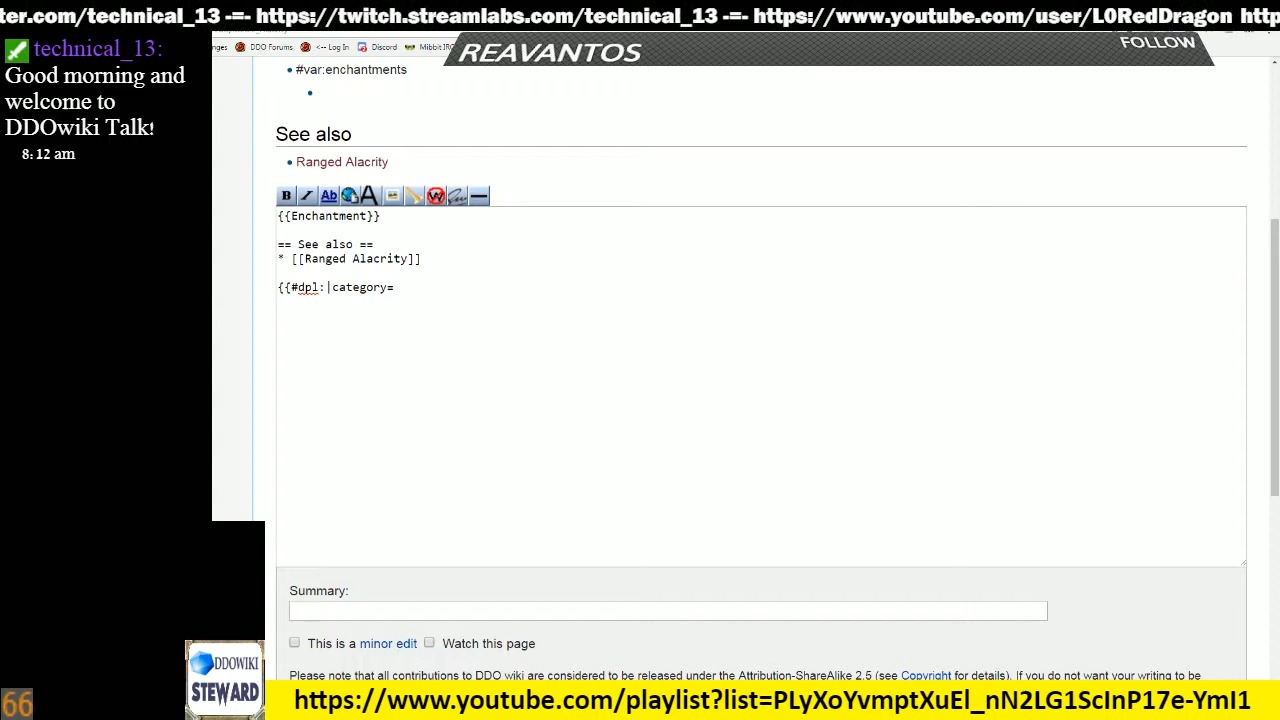 ter.com/technical_13 -=- https://twitch.streamlabs.com/technical_13 -=- https://www.youtube.com/user/L0RedDragon http
technical_13:
Good morning and
welcome to
DDOwiki Talk!
8:12 am
nges DDO Forums <-- Log In Discord Mibbit IRC
REAVANTOS
FOLLOW
#var:enchantments
See also
Ranged Alacrity
B I Ab A W
{{Enchantment}}
== See also ==
* [[Ranged Alacrity]]
{{#dpl:|category=
Summary:
This is a minor edit Watch this page
Please note that all contributions to DDO wiki are considered to be released under the Attribution-ShareAlike 2.5 (see Copyright for details). If you do not want your writing to be
DDOWIKI
STEWARD
66
https://www.youtube.com/playlist?list=PLyXoYvmptXuEl_nN2LG1ScInP17e-YmI1